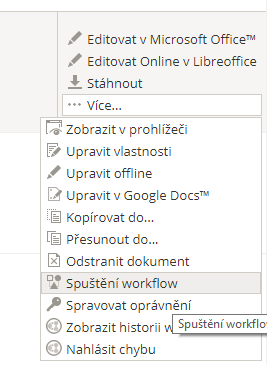 Editovat v Microsoft Office™
Editovat Online v Libreoffice
Stáhnout
Více...
Zobrazit v prohlížeči
Upravit vlastnosti
Upravit offline
Upravit v Google Docs™
Kopírovat do...
Přesunout do...
Odstranit dokument
Spuštění workflow
Spravovat oprávnění
Zobrazit historii w
Spuštění workflo
Nahlásit chybu